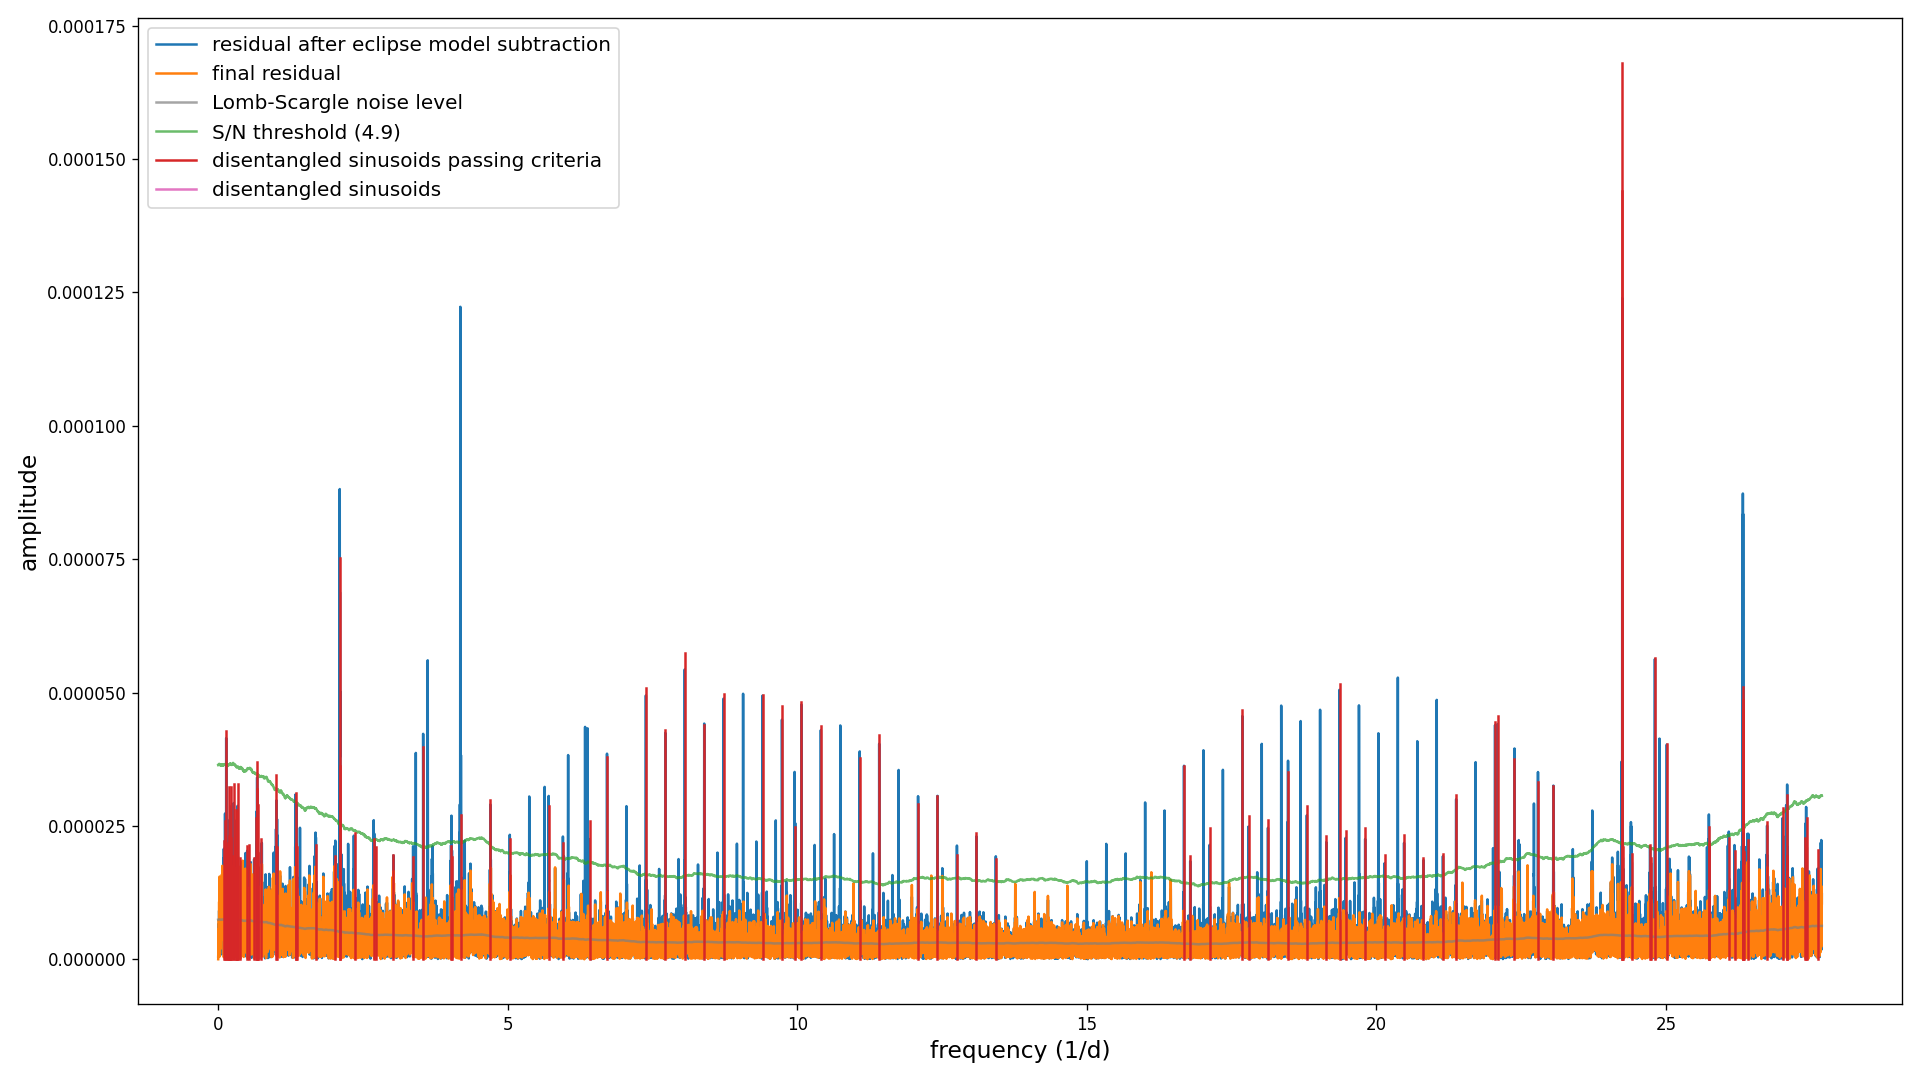 residual after eclipse model subtraction
final residual
Lomb-Scargle noise level
S/N threshold (4.9)
disentangled sinusoids passing criteria
disentangled sinusoids
0.000175
0.000150
0.000125
0.000100
0.000075
0.000050
0.000025
0.000000
amplitude
0 5 10 15 20 25
frequency (1/d)